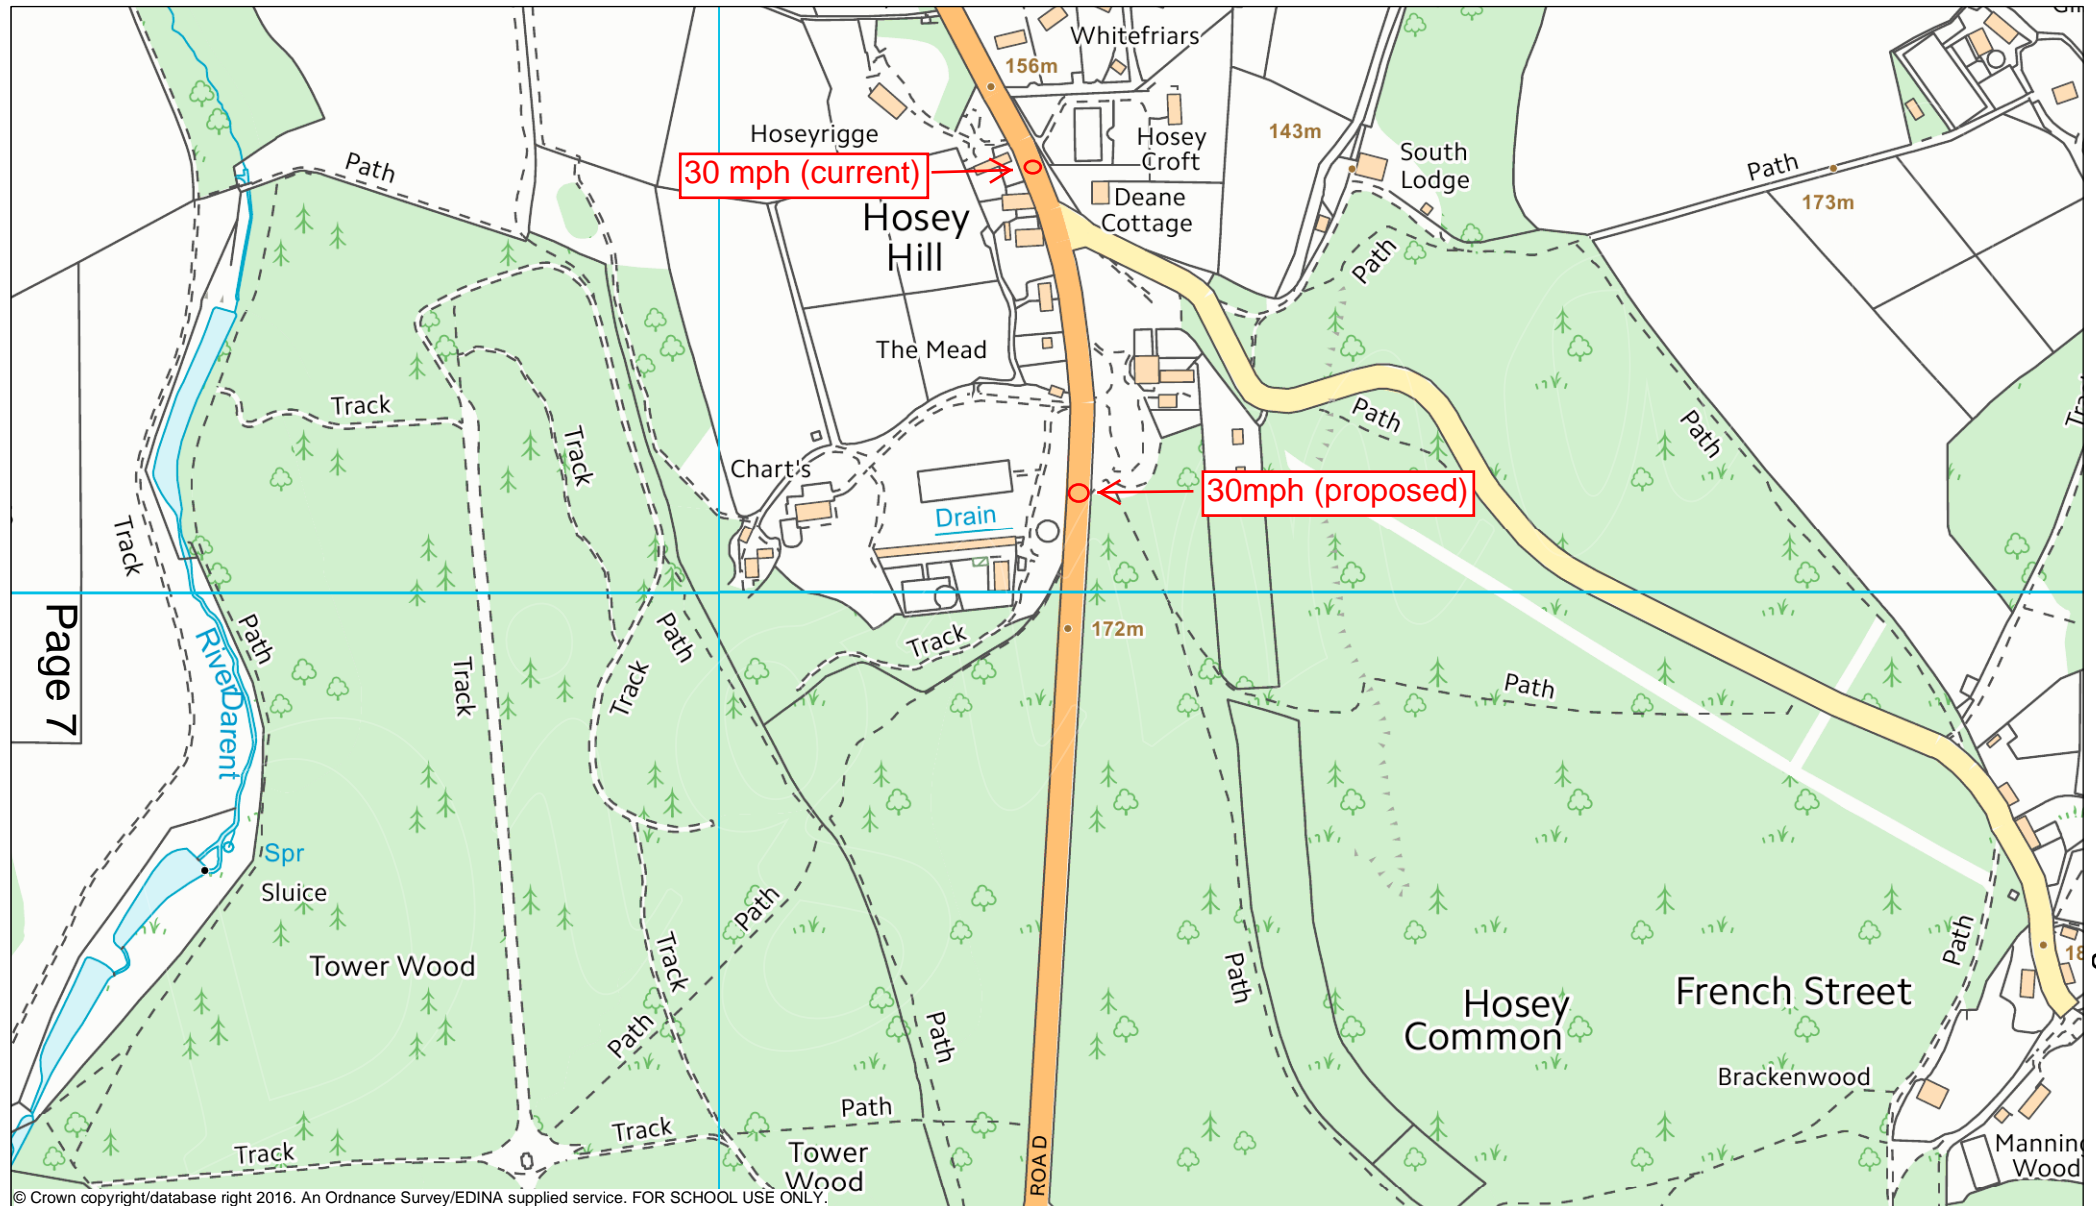 Whitefriars
156m
Hoseyrigge
Hosey
Croft
143m
South
Lodge
Path
Path
173m
30 mph (current)
Deane
Cottage
Hosey
Hill
Path
The Mead
Track
Path
Path
Track
Chart's
30mph (proposed)
Drain
Track
Page 7
Path
River Darent
Path
Track
172m
Track
Track
Path
Spr
Sluice
Path
Track
Path
Path
Tower Wood
French Street
Hosey
Common
Path
Path
Brackenwood
Path
Track
Track
ROAD
Tower
Wood
Manning
Wood
© Crown copyright/database right 2016. An Ordnance Survey/EDINA supplied service. FOR SCHOOL USE ONLY.